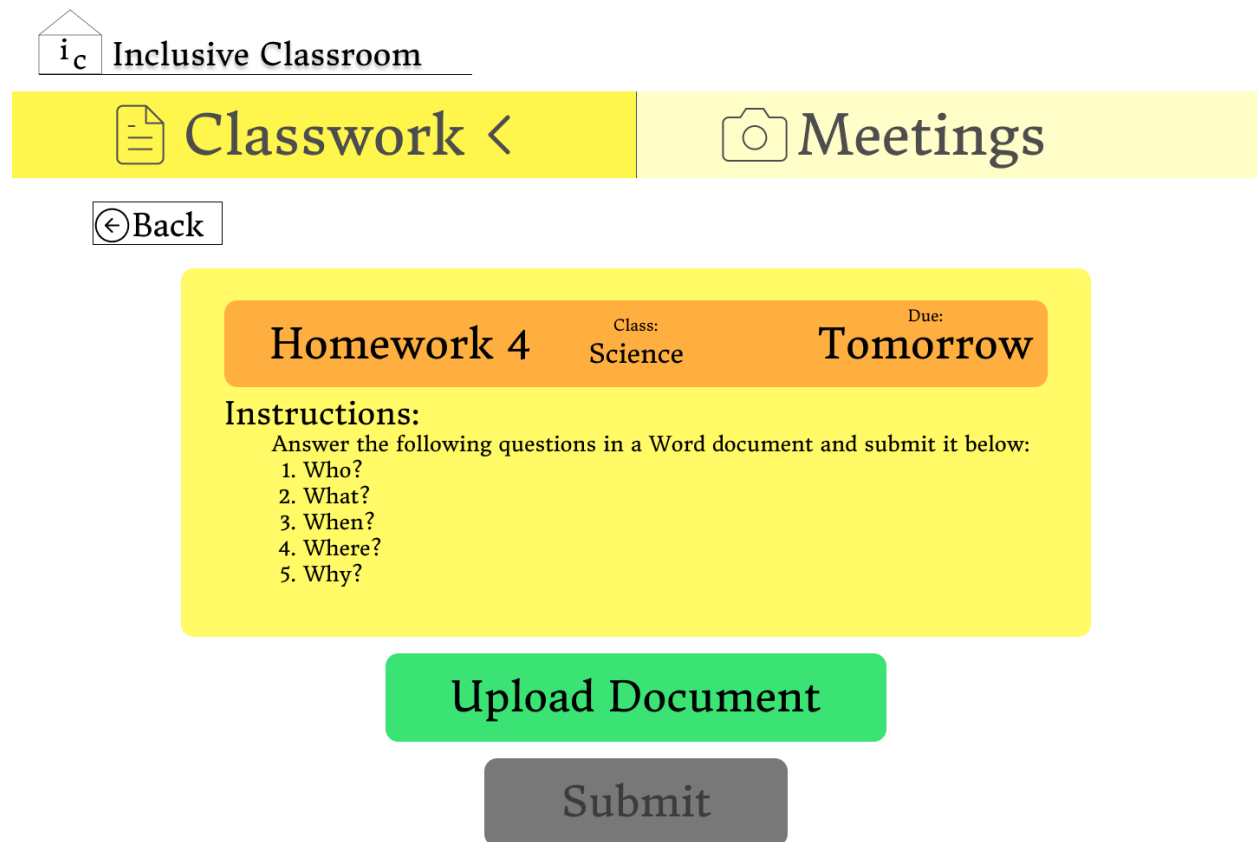 ic Inclusive Classroom
Classwork <
Meetings
Back
Homework 4
Class:
Science
Due:
Tomorrow
Instructions:
Answer the following questions in a Word document and submit it below:
1. Who?
2. What?
3. When?
4. Where?
5. Why?
Upload Document
Submit